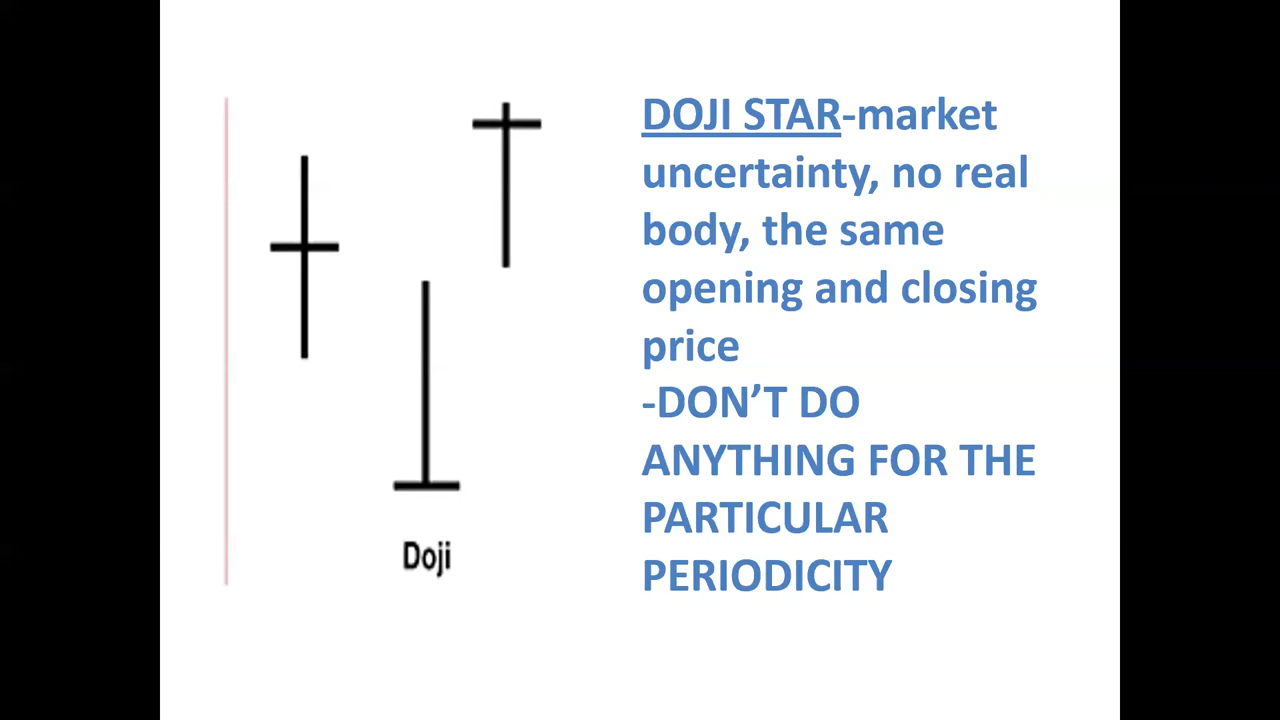 DOJI STAR-market
uncertainty, no real
body, the same
opening and closing
price
-DON’T DO
ANYTHING FOR THE
PARTICULAR
PERIODICITY
Doji